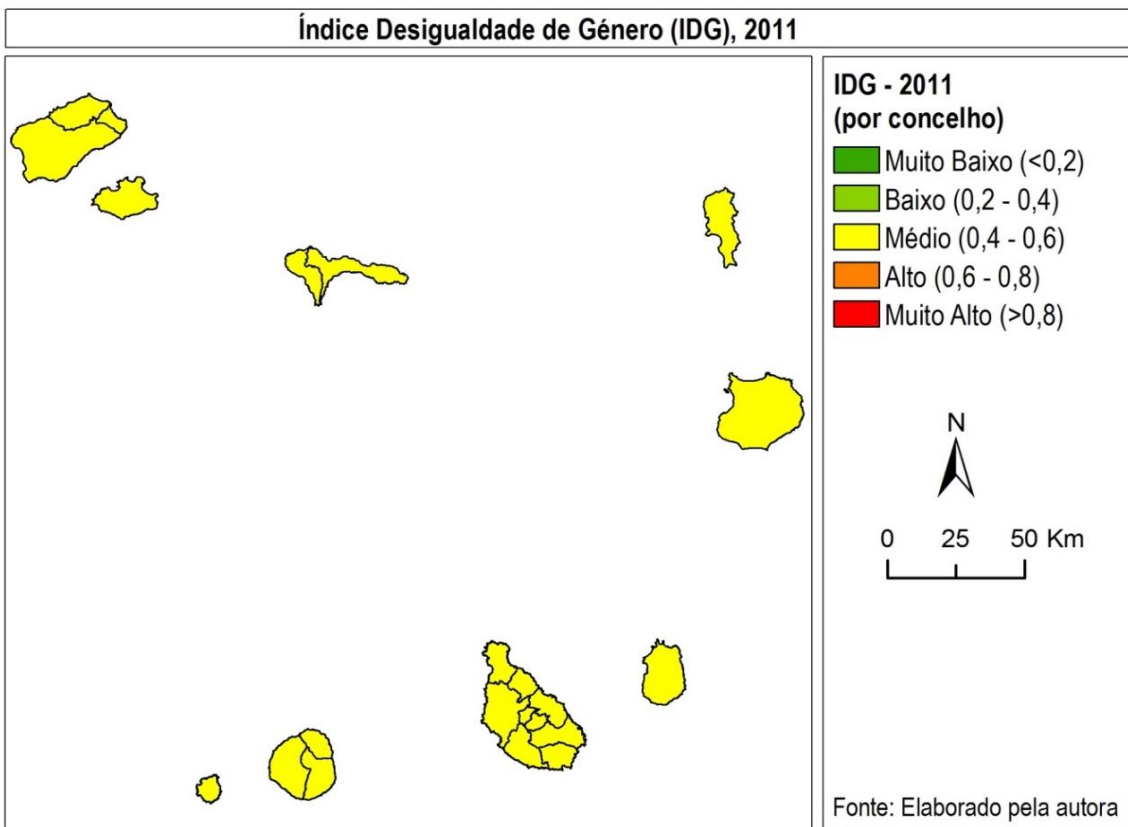 Índice Desigualdade de Género (IDG), 2011
IDG - 2011
(por concelho)
Muito Baixo (<0,2)
Baixo (0,2 - 0,4)
Médio (0,4 - 0,6)
Alto (0,6 - 0,8)
Muito Alto (>0,8)
N
0 25 50 Km
Fonte: Elaborado pela autora